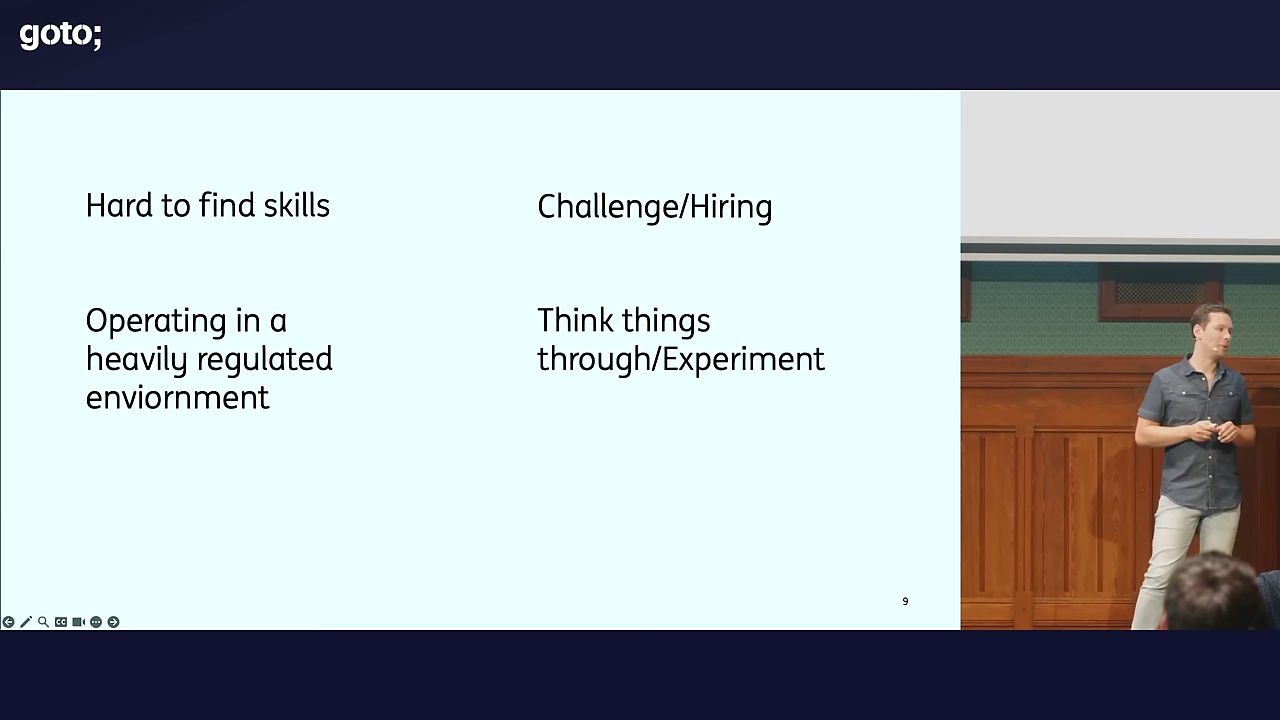 goto;
Hard to find skills
Challenge/Hiring
Operating in a
heavily regulated
enviornment
Think things
through/Experiment
9